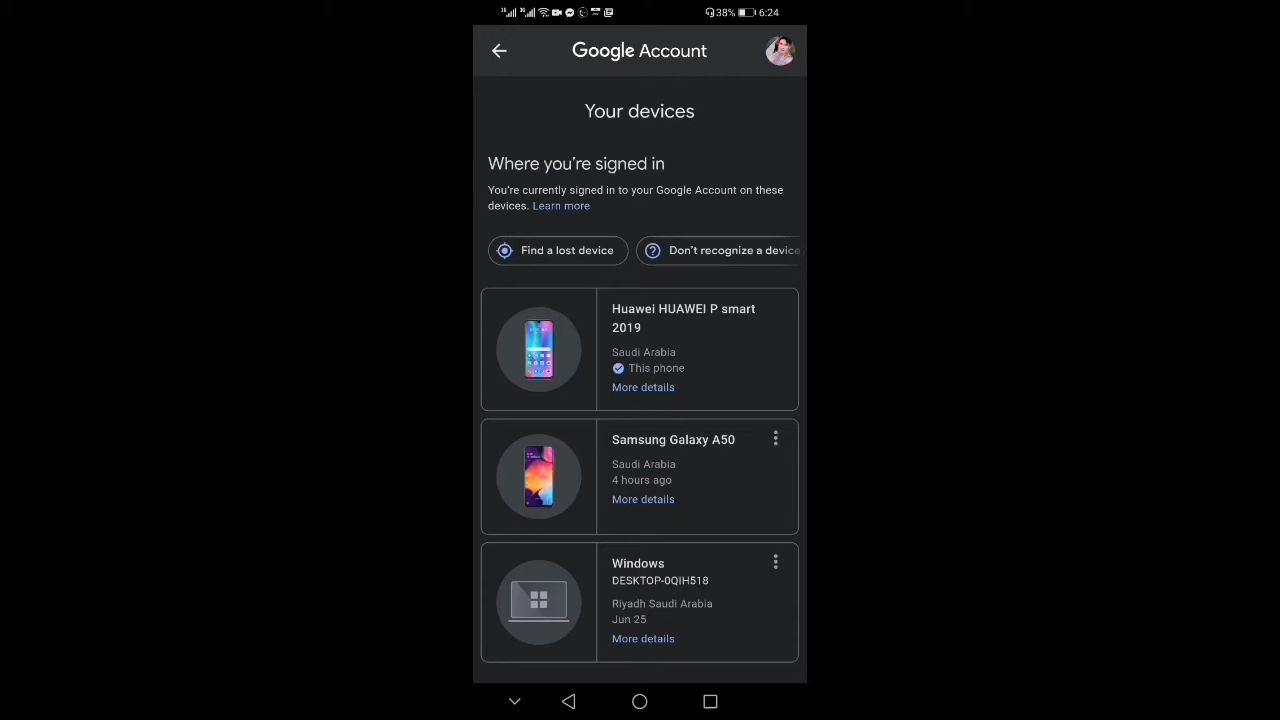 38% 6:24
Google Account
Your devices
Where you're signed in
You're currently signed in to your Google Account on these
devices. Learn more
Find a lost device
Don't recognize a device
Huawei HUAWEI P smart
2019
Saudi Arabia
This phone
More details
Samsung Galaxy A50
Saudi Arabia
4 hours ago
More details
Windows
DESKTOP-0QIH518
Riyadh Saudi Arabia
Jun 25
More details